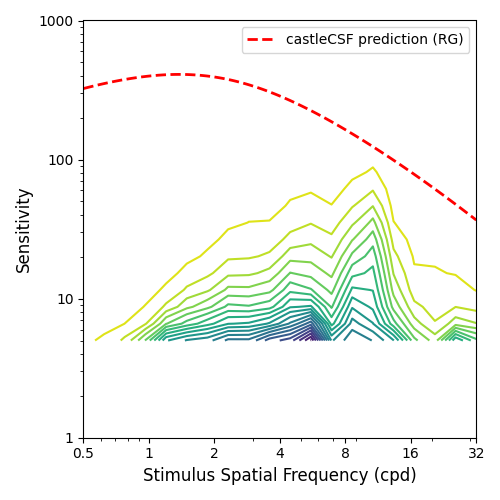 1000
castleCSF prediction (RG)
100
Sensitivity
10
1
0.5 1 2 4 8 16 32
Stimulus Spatial Frequency (cpd)